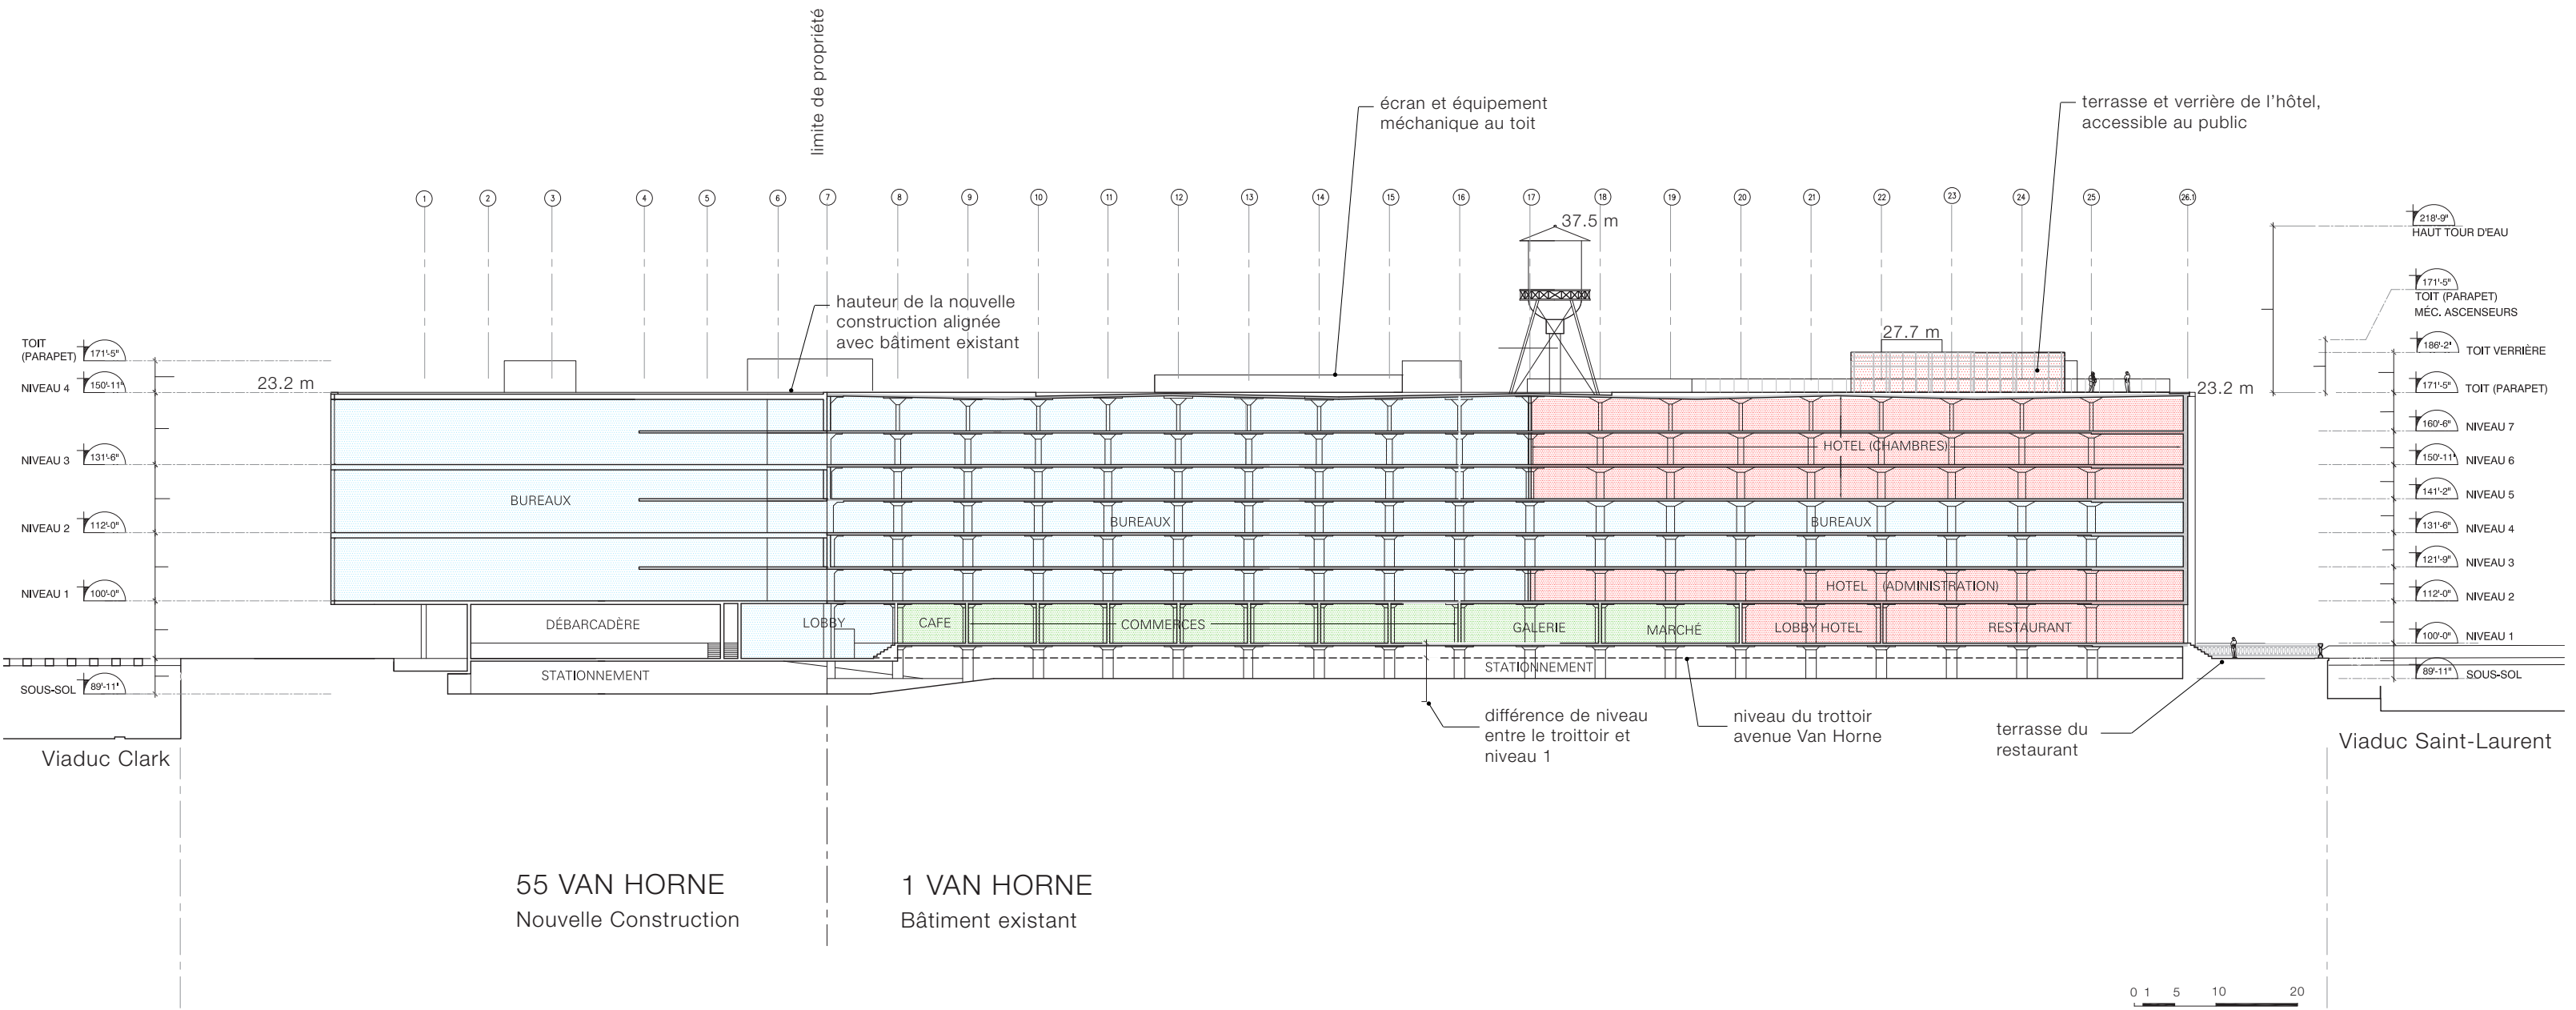 limite de propriété
écran et équipement
méchanique au toit
terrasse et verrière de l'hôtel,
accessible au public
1 2 3 4 5 6 7 8 9 10 11 12 13 14 15 16 17 18 19 20 21 22 23 24 25 26.1
37.5 m
218'-9"
HAUT TOUR D'EAU
hauteur de la nouvelle
construction alignée
avec bâtiment existant
171'-5"
TOIT (PARAPET)
MÉC. ASCENSEURS
27.7 m
TOIT
(PARAPET) 171'-5"
186'-2" TOIT VERRIÈRE
NIVEAU 4 150'-11"
23.2 m
23.2 m
171'-5" TOIT (PARAPET)
160'-6" NIVEAU 7
HOTEL (CHAMBRES)
NIVEAU 3 131'-6"
150'-11" NIVEAU 6
BUREAUX
141'-2" NIVEAU 5
NIVEAU 2 112'-0"
BUREAUX
BUREAUX
131'-6" NIVEAU 4
121'-9" NIVEAU 3
HOTEL (ADMINISTRATION)
NIVEAU 1 100'-0"
112'-0" NIVEAU 2
DÉBARCADÈRE
LOBBY
CAFE
COMMERCES
GALERIE
MARCHÉ
LOBBY HOTEL
RESTAURANT
100'-0" NIVEAU 1
STATIONNEMENT
STATIONNEMENT
SOUS-SOL 89'-11"
89'-11" SOUS-SOL
différence de niveau
entre le troittoir et
niveau 1
niveau du trottoir
avenue Van Horne
terrasse du
restaurant
Viaduc Clark
Viaduc Saint-Laurent
55 VAN HORNE
Nouvelle Construction
1 VAN HORNE
Bâtiment existant
0 1 5 10 20